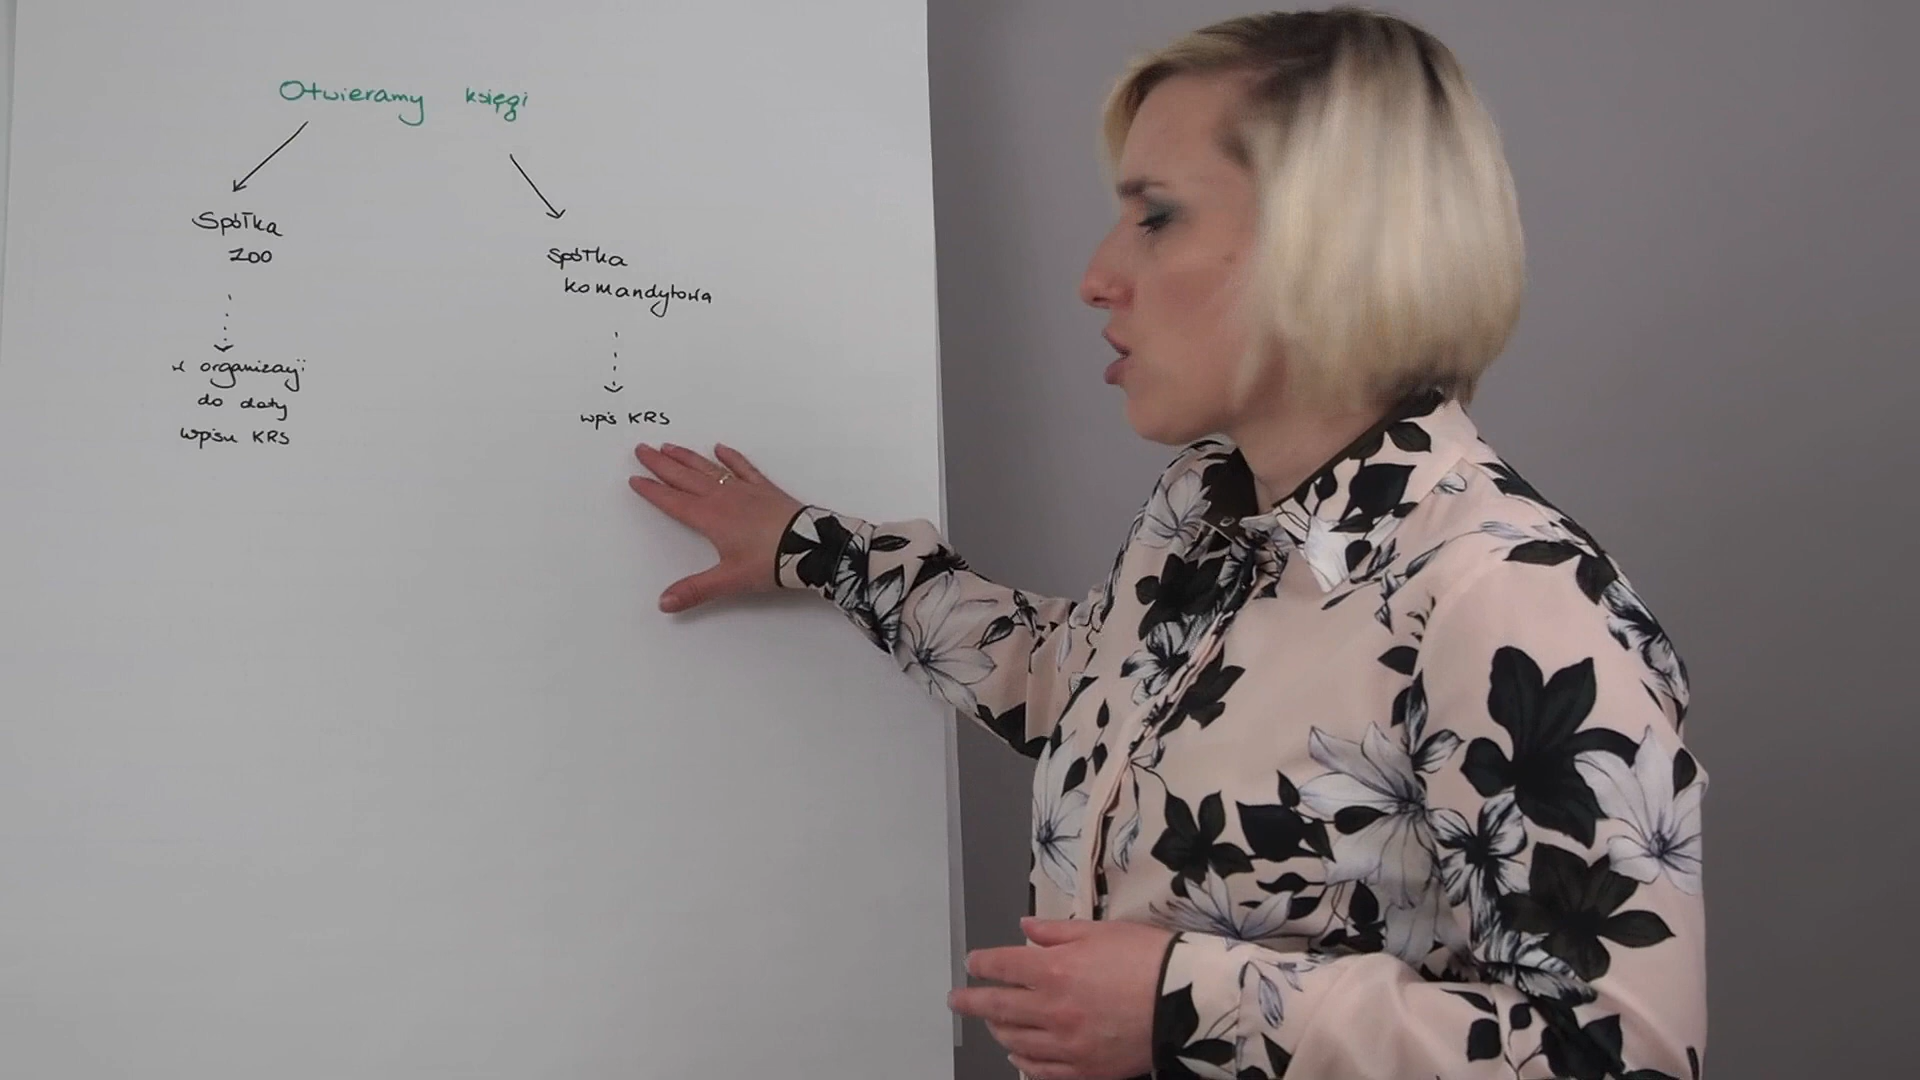 Otwieramy księgi
Spółka
ZOO
w organizacji
do daty
wpisu KRS
Spółka
komandytowa
wpis KRS